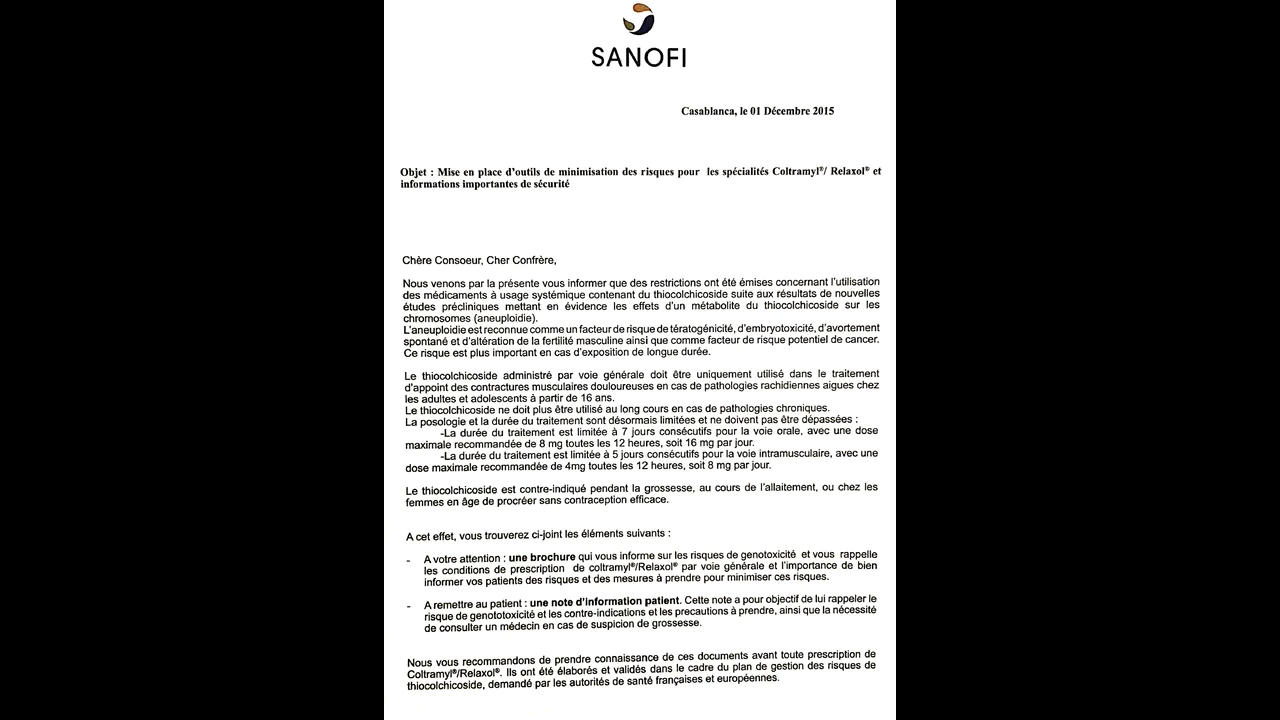 SANOFI
Casablanca, le 01 Décembre 2015
Objet : Mise en place d'outils de minimisation des risques pour les spécialités Coltramyl®/ Relaxol® et
informations importantes de sécurité
Chère Consoeur, Cher Confrère,
Nous venons par la présente vous informer que des restrictions ont été émises concernant l'utilisation
des médicaments à usage systémique contenant du thiocolchicoside suite aux résultats de nouvelles
études précliniques mettant en évidence les effets d'un métabolite du thiocolchicoside sur les
chromosomes (aneuploïdie).
L'aneuploidie est reconnue comme un facteur de risque de tératogénicité, d'embryotoxicité, d'avortement
spontané et d'altération de la fertilité masculine ainsi que comme facteur de risque potentiel de cancer.
Ce risque est plus important en cas d'exposition de longue durée.
Le thiocolchicoside administré par voie générale doit être uniquement utilisé dans le traitement
d'appoint des contractures musculaires douloureuses en cas de pathologies rachidiennes aigues chez
les adultes et adolescents à partir de 16 ans.
Le thiocolchicoside ne doit plus être utilisé au long cours en cas de pathologies chroniques.
La posologie et la durée du traitement sont désormais limitées et ne doivent pas être dépassées :
-La durée du traitement est limitée à 7 jours consécutifs pour la voie orale, avec une dose
maximale recommandée de 8 mg toutes les 12 heures, soit 16 mg par jour.
-La durée du traitement est limitée à 5 jours consécutifs pour la voie intramusculaire, avec une
dose maximale recommandée de 4mg toutes les 12 heures, soit 8 mg par jour.
Le thiocolchicoside est contre-indiqué pendant la grossesse, au cours de l'allaitement, ou chez les
femmes en âge de procréer sans contraception efficace.
A cet effet, vous trouverez ci-joint les éléments suivants :
- A votre attention : une brochure qui vous informe sur les risques de genotoxicité et vous rappelle
les conditions de prescription de coltramyl®/Relaxol® par voie générale et l'importance de bien
informer vos patients des risques et des mesures à prendre pour minimiser ces risques.
- A remettre au patient : une note d'information patient. Cette note a pour objectif de lui rappeler le
risque de genototoxicité et les contre-indications et les precautions à prendre, ainsi que la nécessité
de consulter un médecin en cas de suspicion de grossesse.
Nous vous recommandons de prendre connaissance de ces documents avant toute prescription de
Coltramyl®/Relaxol®. Ils ont été élaborés et validés dans le cadre du plan de gestion des risques de
thiocolchicoside, demandé par les autorités de santé françaises et européennes.